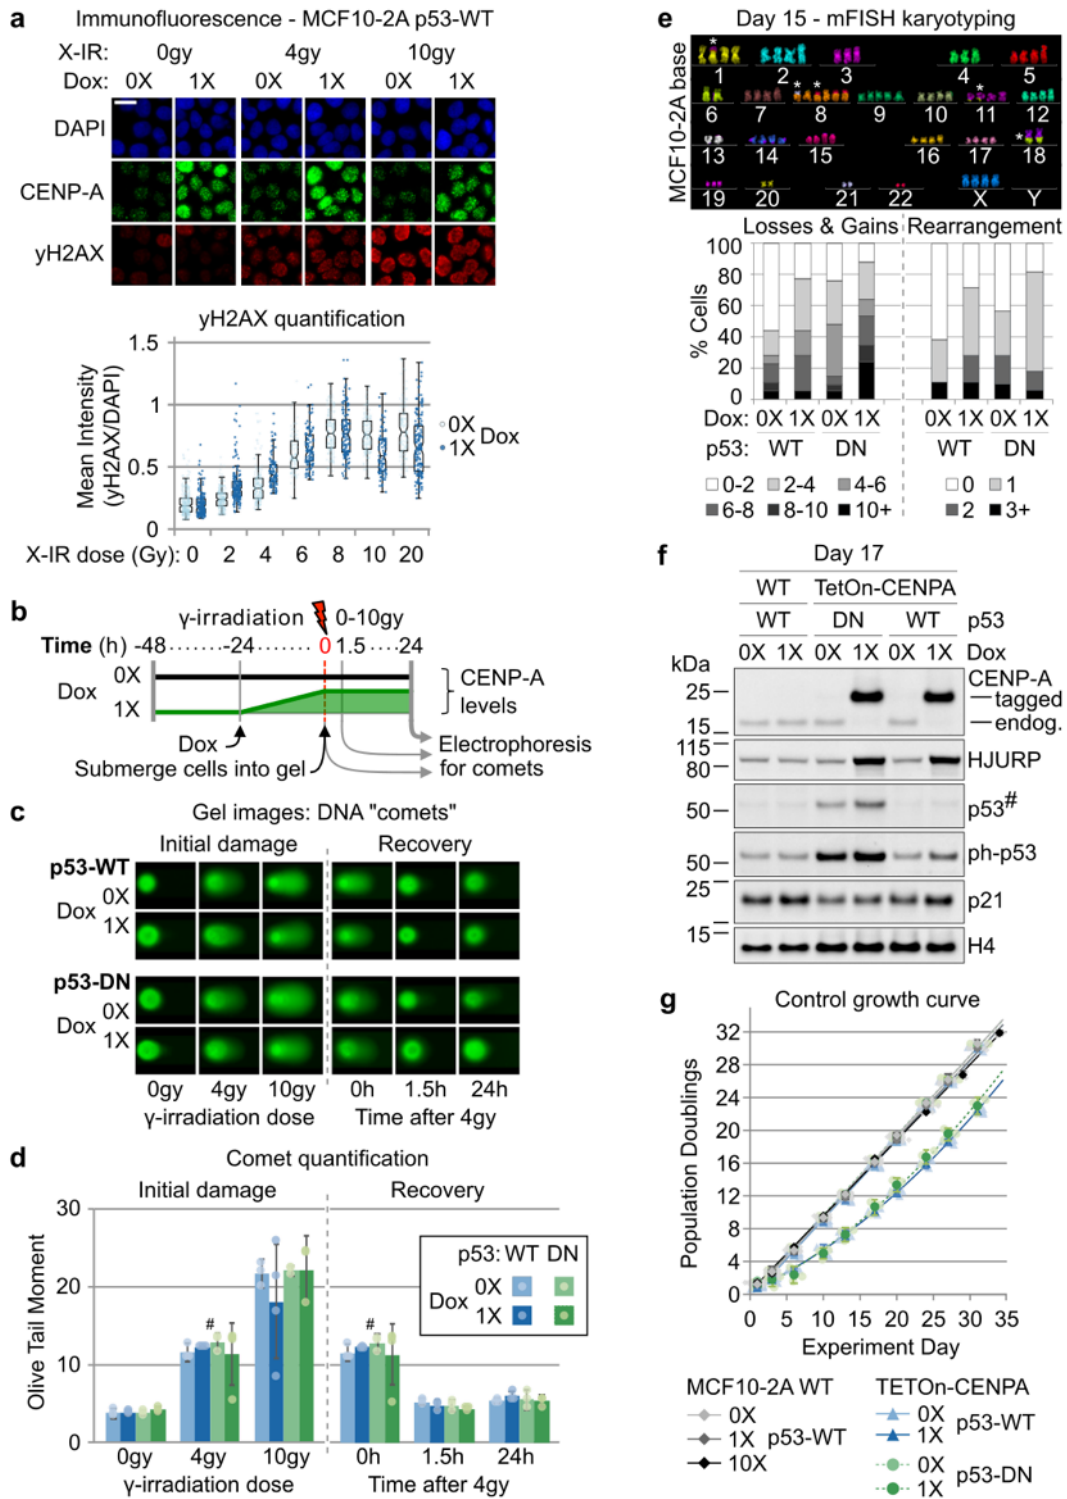 a
Immunofluorescence - MCF10-2A p53-WT
X-IR: 0gy 4gy 10gy
Dox: 0X 1X 0X 1X 0X 1X
DAPI
CENP-A
yH2AX
yH2AX quantification
Mean Intensity
(yH2AX/DAPI)
1.5
1
0.5
0
0X
1X
Dox
X-IR dose (Gy): 0 2 4 6 8 10 20
b
γ-irradiation 0-10gy
Time (h) -48........-24........0 1.5....24
Dox
0X
1X
CENP-A
levels
Dox
Submerge cells into gel
Electrophoresis
for comets
c
Gel images: DNA "comets"
Initial damage Recovery
p53-WT
Dox
0X
1X
p53-DN
Dox
0X
1X
0gy 4gy 10gy 0h 1.5h 24h
γ-irradiation dose Time after 4gy
d
Comet quantification
Initial damage Recovery
Olive Tail Moment
30
20
10
0
# #
p53: WT DN
Dox
0X
1X
0gy 4gy 10gy 0h 1.5h 24h
γ-irradiation dose Time after 4gy
e
Day 15 - mFISH karyotyping
MCF10-2A base
* 1 2 3 4 5
6 7 * * 8 9 10 * 11 12
13 14 15 16 17 * 18
19 20 21 22 X Y
Losses & Gains Rearrangement
% Cells
100
80
60
40
20
0
Dox: 0X 1X 0X 1X 0X 1X 0X 1X
p53: WT DN WT DN
0-2 2-4 4-6 0 1
6-8 8-10 10+ 2 3+
f
Day 17
WT TetOn-CENPA
WT DN WT p53
0X 1X 0X 1X 0X 1X Dox
kDa
CENP-A
25
tagged
15
endog.
115
80
HJURP
50
p53#
50
ph-p53
25
p21
15
H4
g
Control growth curve
Population Doublings
32
28
24
20
16
12
8
4
0
0 5 10 15 20 25 30 35
Experiment Day
MCF10-2A WT TETOn-CENPA
0X
1X p53-WT
10X
0X
1X
p53-WT
0X
1X
p53-DN